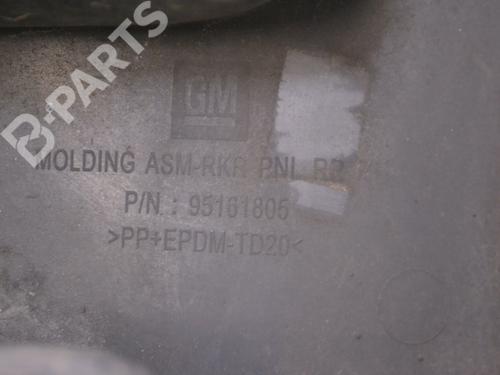 B-PARTS
GM
MOLDING ASM-RKR PNL RR
P/N : 95161805
>PP+EPDM-TD20<